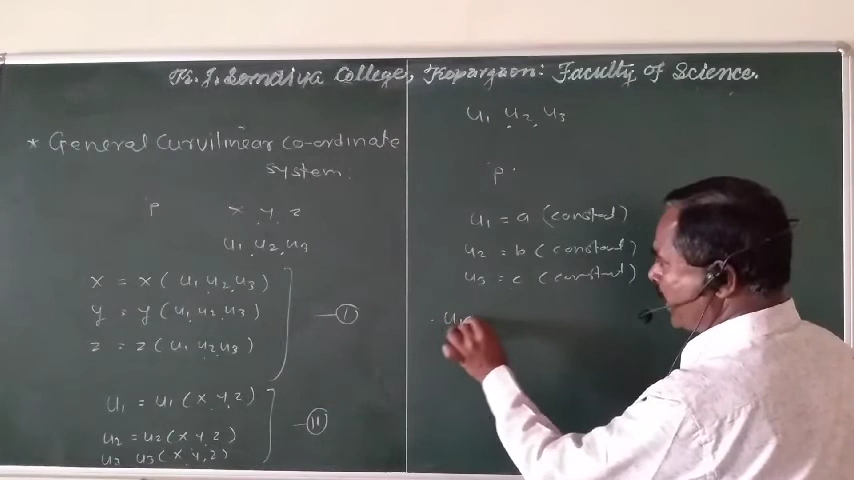 K. J. Somaiya College, Kopargaon: Faculty of Science.
* General Curvilinear Co-ordinate
system:
P x, y, z
u1, u2, u3
x = x ( u1, u2, u3 )
y = y ( u1, u2, u3 )
z = z ( u1, u2, u3 )
I
u1 = u1 ( x, y, z )
u2 = u2 ( x, y, z )
u3 u3 ( x, y, z )
II
u1, u2, u3
P.
u1 = a (constant)
u2 = b (constant)
u3 = c (constant)